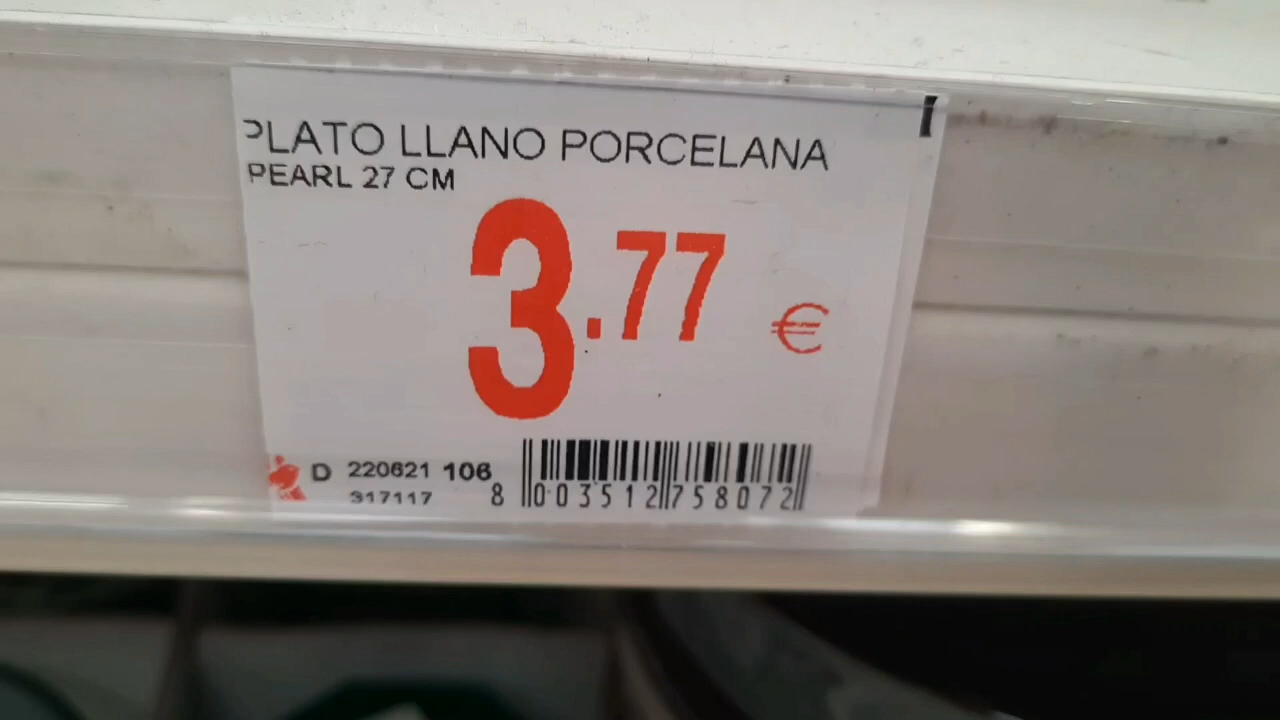 PLATO LLANO PORCELANA
PEARL 27 CM
3.77 €
D 220621 106
317117
8 003512 758072